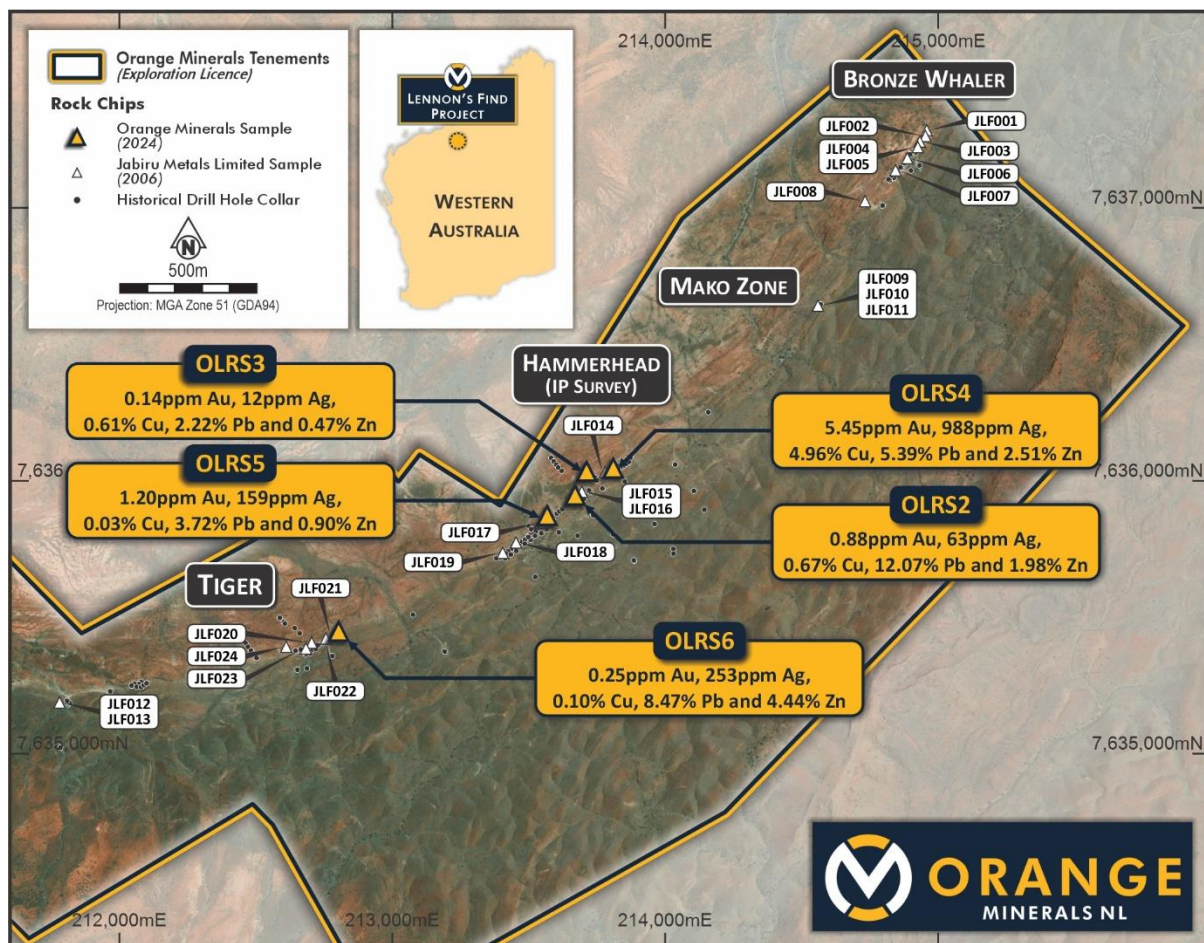 Orange Minerals Tenements
(Exploration Licence)
Rock Chips
Orange Minerals Sample
(2024)
Jabiru Metals Limited Sample
(2006)
Historical Drill Hole Collar
N
500m
Projection: MGA Zone 51 (GDA94)
LENNON'S FIND
PROJECT
WESTERN
AUSTRALIA
214,000mE
215,000mE
BRONZE WHALER
JLF001
JLF002
JLF003
JLF004
JLF005
JLF006
JLF007
JLF008
7,637,000mN
MAKO ZONE
JLF009
JLF010
JLF011
HAMMERHEAD
(IP SURVEY)
OLRS3
0.14ppm Au, 12ppm Ag,
0.61% Cu, 2.22% Pb and 0.47% Zn
OLRS4
5.45ppm Au, 988ppm Ag,
4.96% Cu, 5.39% Pb and 2.51% Zn
JLF014
7,636
7,636,000mN
OLRS5
1.20ppm Au, 159ppm Ag,
0.03% Cu, 3.72% Pb and 0.90% Zn
JLF015
JLF016
OLRS2
0.88ppm Au, 63ppm Ag,
0.67% Cu, 12.07% Pb and 1.98% Zn
JLF017
JLF018
JLF019
TIGER
JLF021
JLF020
JLF024
JLF023
JLF022
OLRS6
0.25ppm Au, 253ppm Ag,
0.10% Cu, 8.47% Pb and 4.44% Zn
JLF012
JLF013
7,635,000mN
7,635,000mN
212,000mE
213,000mE
214,000mE
ORANGE
MINERALS NL